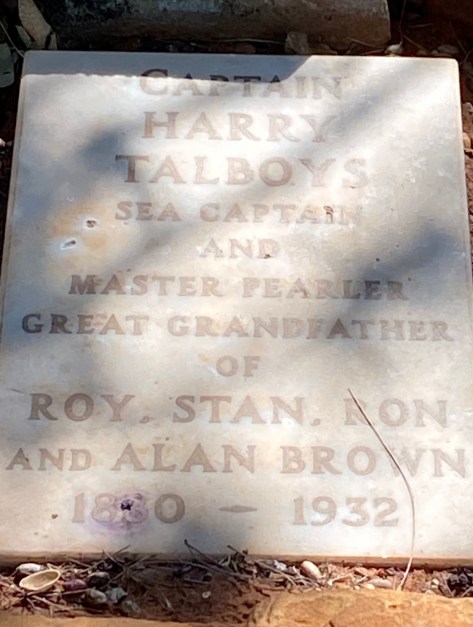 CAPTAIN
HARRY
TALBOYS
SEA CAPTAIN
AND
MASTER PEARLER
GREAT GRANDFATHER
OF
ROY, STAN, RON
AND ALAN BROWN
— 1932